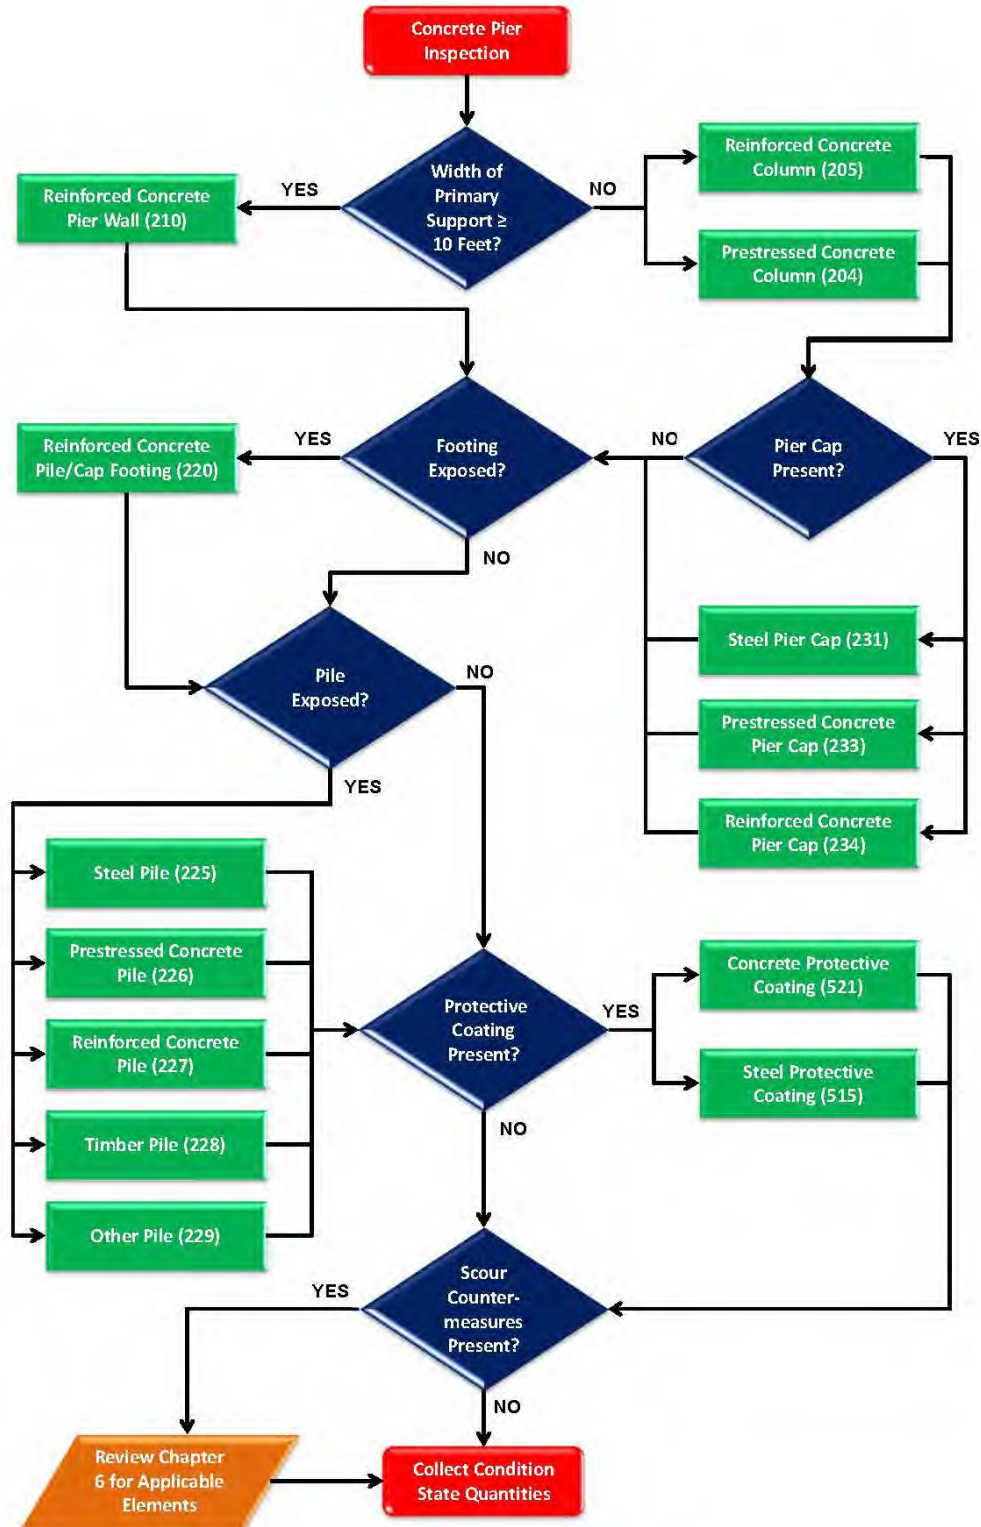 Concrete Pier
Inspection
Width of
Primary
Support ≥
10 Feet?
YES
NO
Reinforced Concrete
Pier Wall (210)
Reinforced Concrete
Column (205)
Prestressed Concrete
Column (204)
Footing
Exposed?
YES
NO
Reinforced Concrete
Pile/Cap Footing (220)
Pier Cap
Present?
NO
YES
Steel Pier Cap (231)
Prestressed Concrete
Pier Cap (233)
Reinforced Concrete
Pier Cap (234)
Pile
Exposed?
NO
YES
Steel Pile (225)
Prestressed Concrete
Pile (226)
Reinforced Concrete
Pile (227)
Timber Pile (228)
Other Pile (229)
Protective
Coating
Present?
YES
NO
Concrete Protective
Coating (521)
Steel Protective
Coating (515)
Scour
Counter-
measures
Present?
YES
NO
Review Chapter
6 for Applicable
Elements
Collect Condition
State Quantities